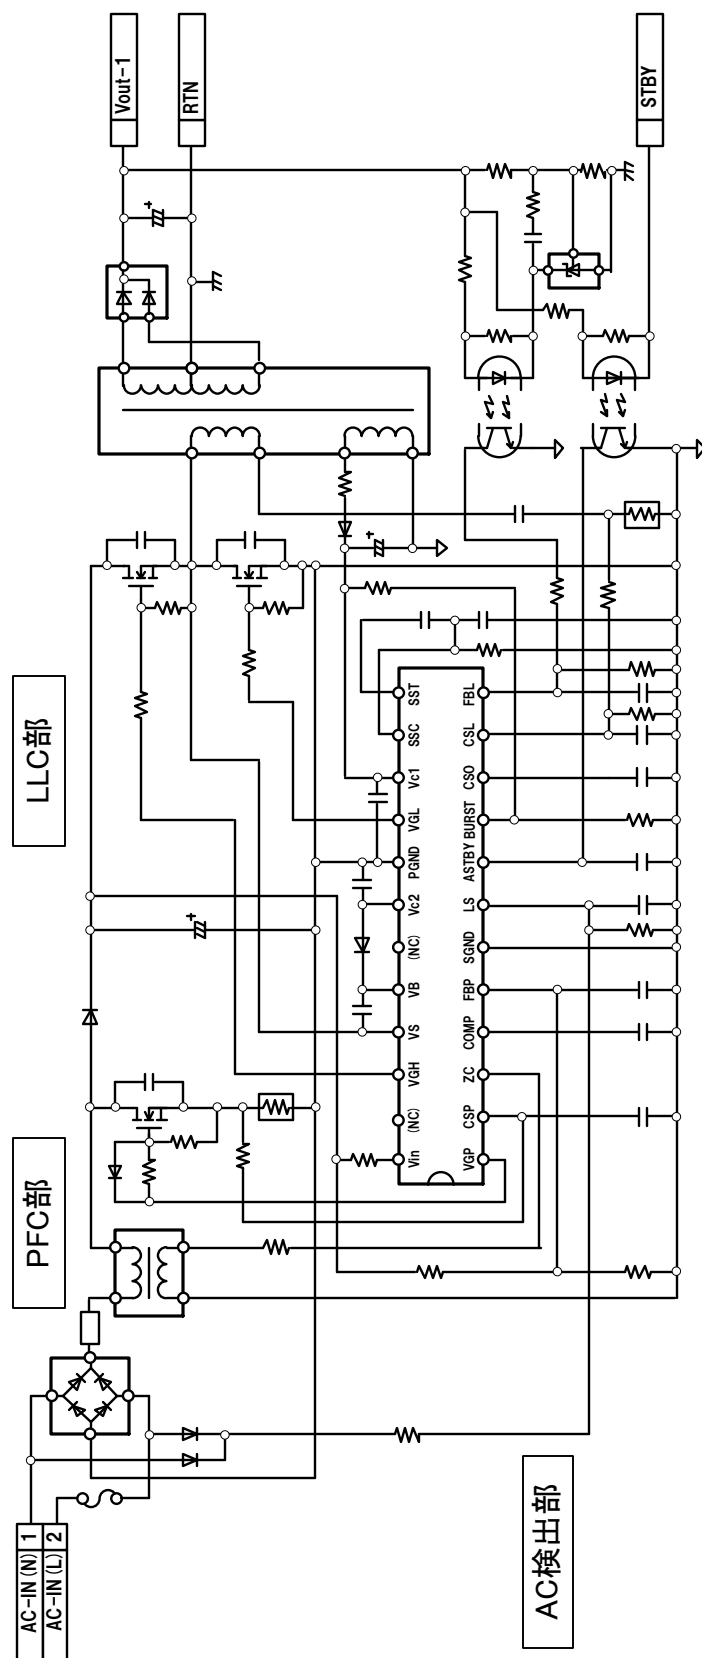 Vout-1
RTN
STBY
LLC部
PFC部
AC検出部
SST
SSC
Vc1
VGL
PGND
Vc2
(NC)
VB
VS
VGH
(NC)
Vin
FBL
CSL
CSO
BURST
ASTBY
LS
SGND
FBP
COMP
ZC
CSP
VGP
AC-IN(N) 1
AC-IN(L) 2
+
+
+